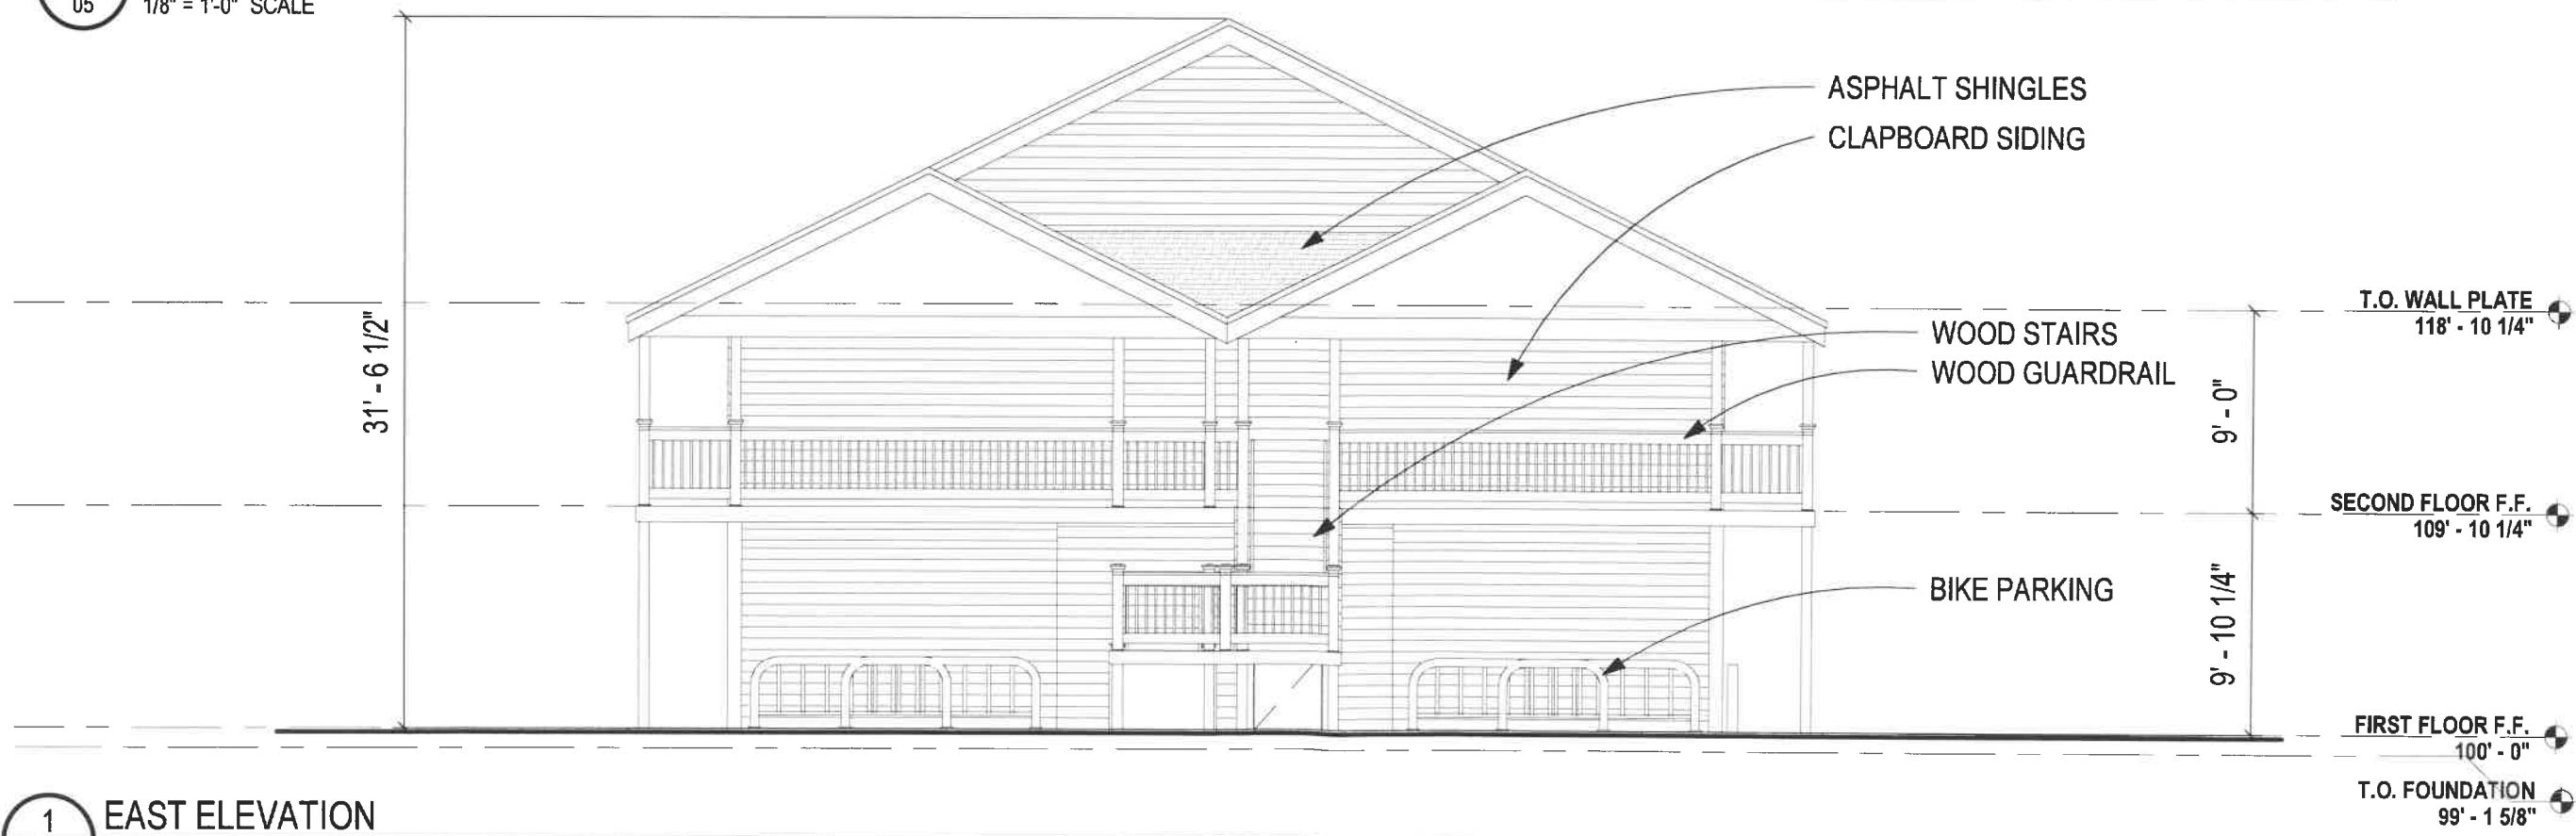 05
1/8" = 1'-0" SCALE
ASPHALT SHINGLES
CLAPBOARD SIDING
T.O. WALL PLATE
118' - 10 1/4"
31' - 6 1/2"
WOOD STAIRS
WOOD GUARDRAIL
9' - 0"
SECOND FLOOR F.F.
109' - 10 1/4"
BIKE PARKING
9' - 10 1/4"
FIRST FLOOR F.F.
100' - 0"
T.O. FOUNDATION
99' - 1 5/8"
1
EAST ELEVATION